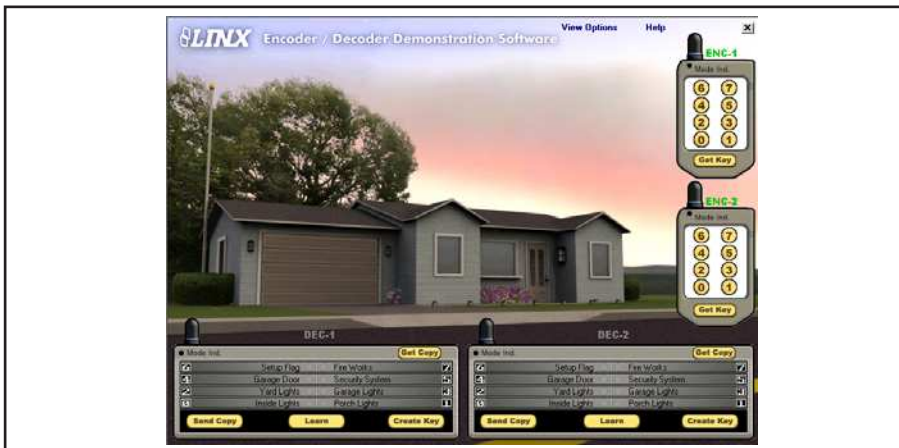 LINX Encoder / Decoder Demonstration Software
View Options Help X
ENC-1
Mode Ind.
6 7
4 5
2 3
0 1
Get Key
ENC-2
Mode Ind.
6 7
4 5
2 3
0 1
Get Key
DEC-1
Mode Ind. Get Copy
Setup Flag Fire Works
Garage Door Security System
Yard Lights Garage Lights
Inside Lights Porch Lights
Send Copy Learn Create Key
DEC-2
Mode Ind. Get Copy
Setup Flag Fire Works
Garage Door Security System
Yard Lights Garage Lights
Inside Lights Porch Lights
Send Copy Learn Create Key